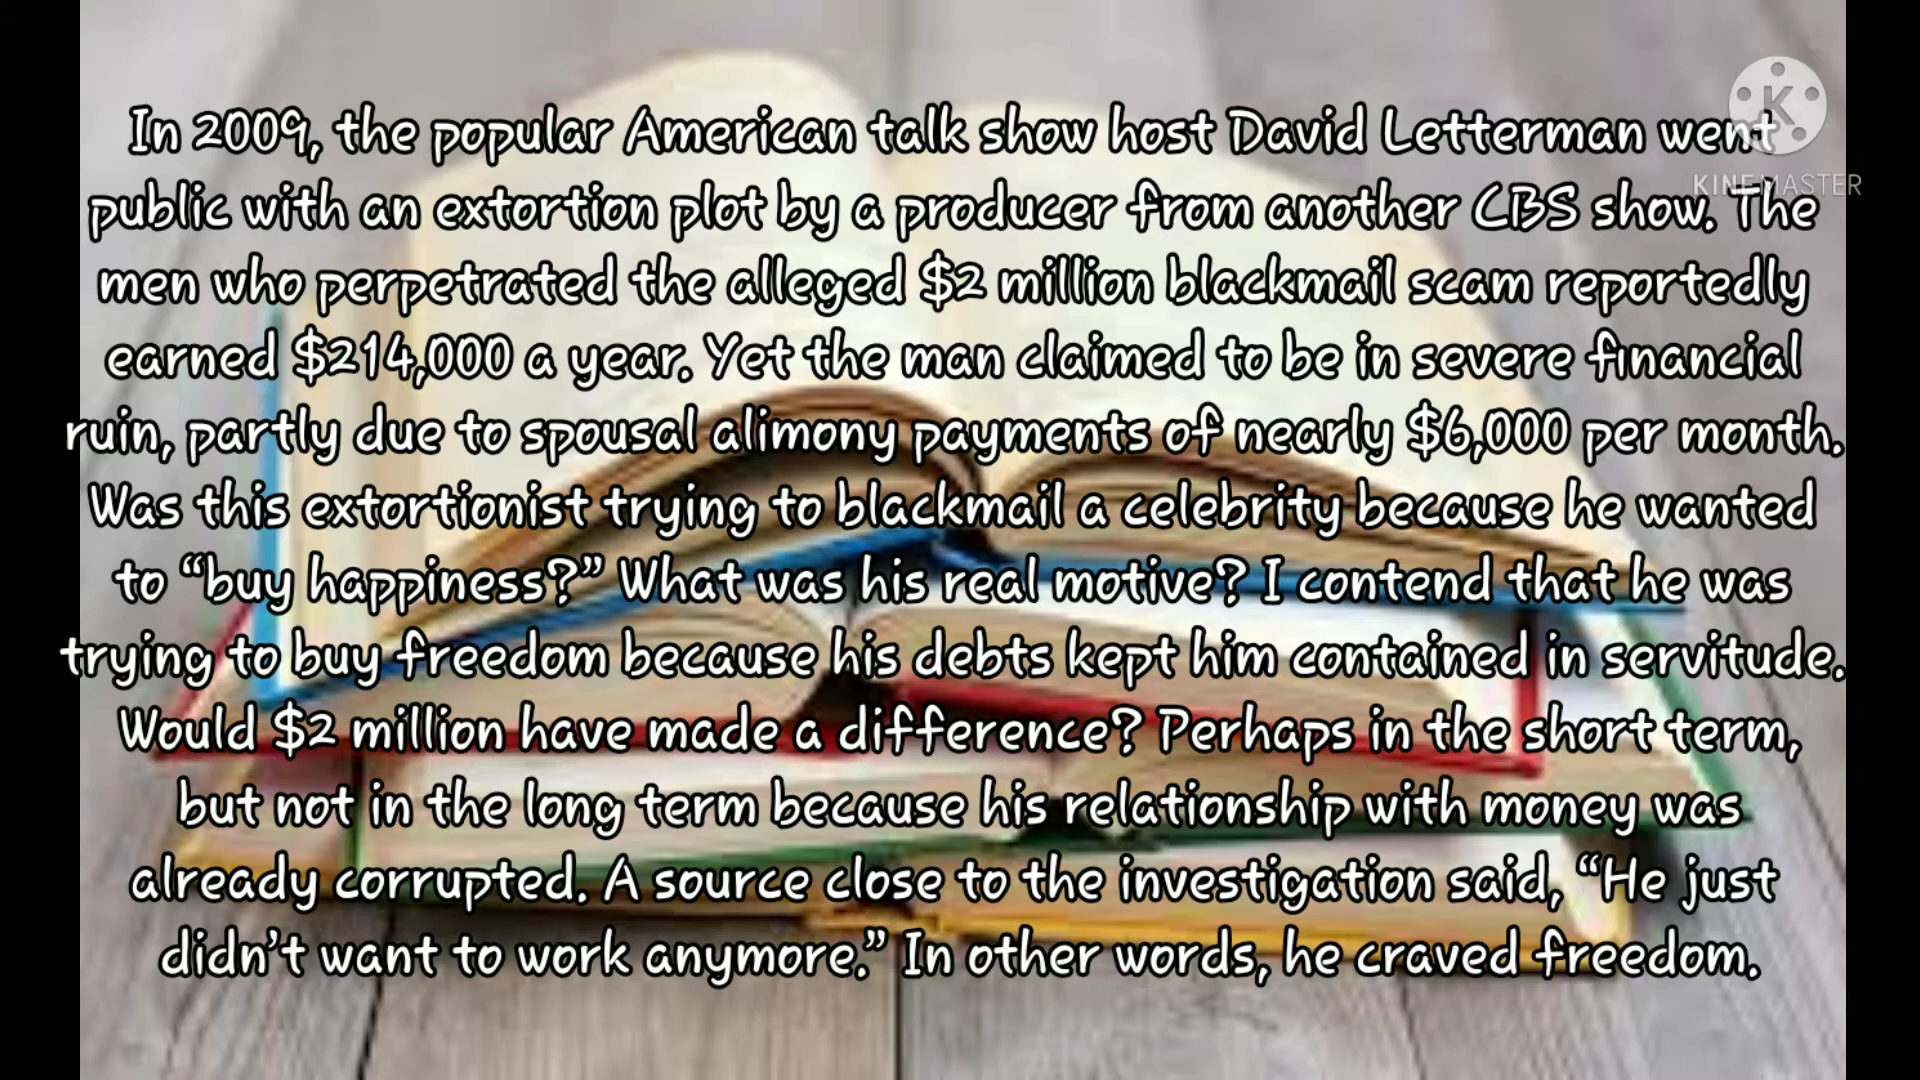 In 2009, the popular American talk show host David Letterman went
public with an extortion plot by a producer from another CBS show. The
men who perpetrated the alleged $2 million blackmail scam reportedly
earned $214,000 a year. Yet the man claimed to be in severe financial
ruin, partly due to spousal alimony payments of nearly $6,000 per month.
Was this extortionist trying to blackmail a celebrity because he wanted
to “buy happiness?” What was his real motive? I contend that he was
trying to buy freedom because his debts kept him contained in servitude.
Would $2 million have made a difference? Perhaps in the short term,
but not in the long term because his relationship with money was
already corrupted. A source close to the investigation said, “He just
didn’t want to work anymore.” In other words, he craved freedom.
K
KINEMASTER